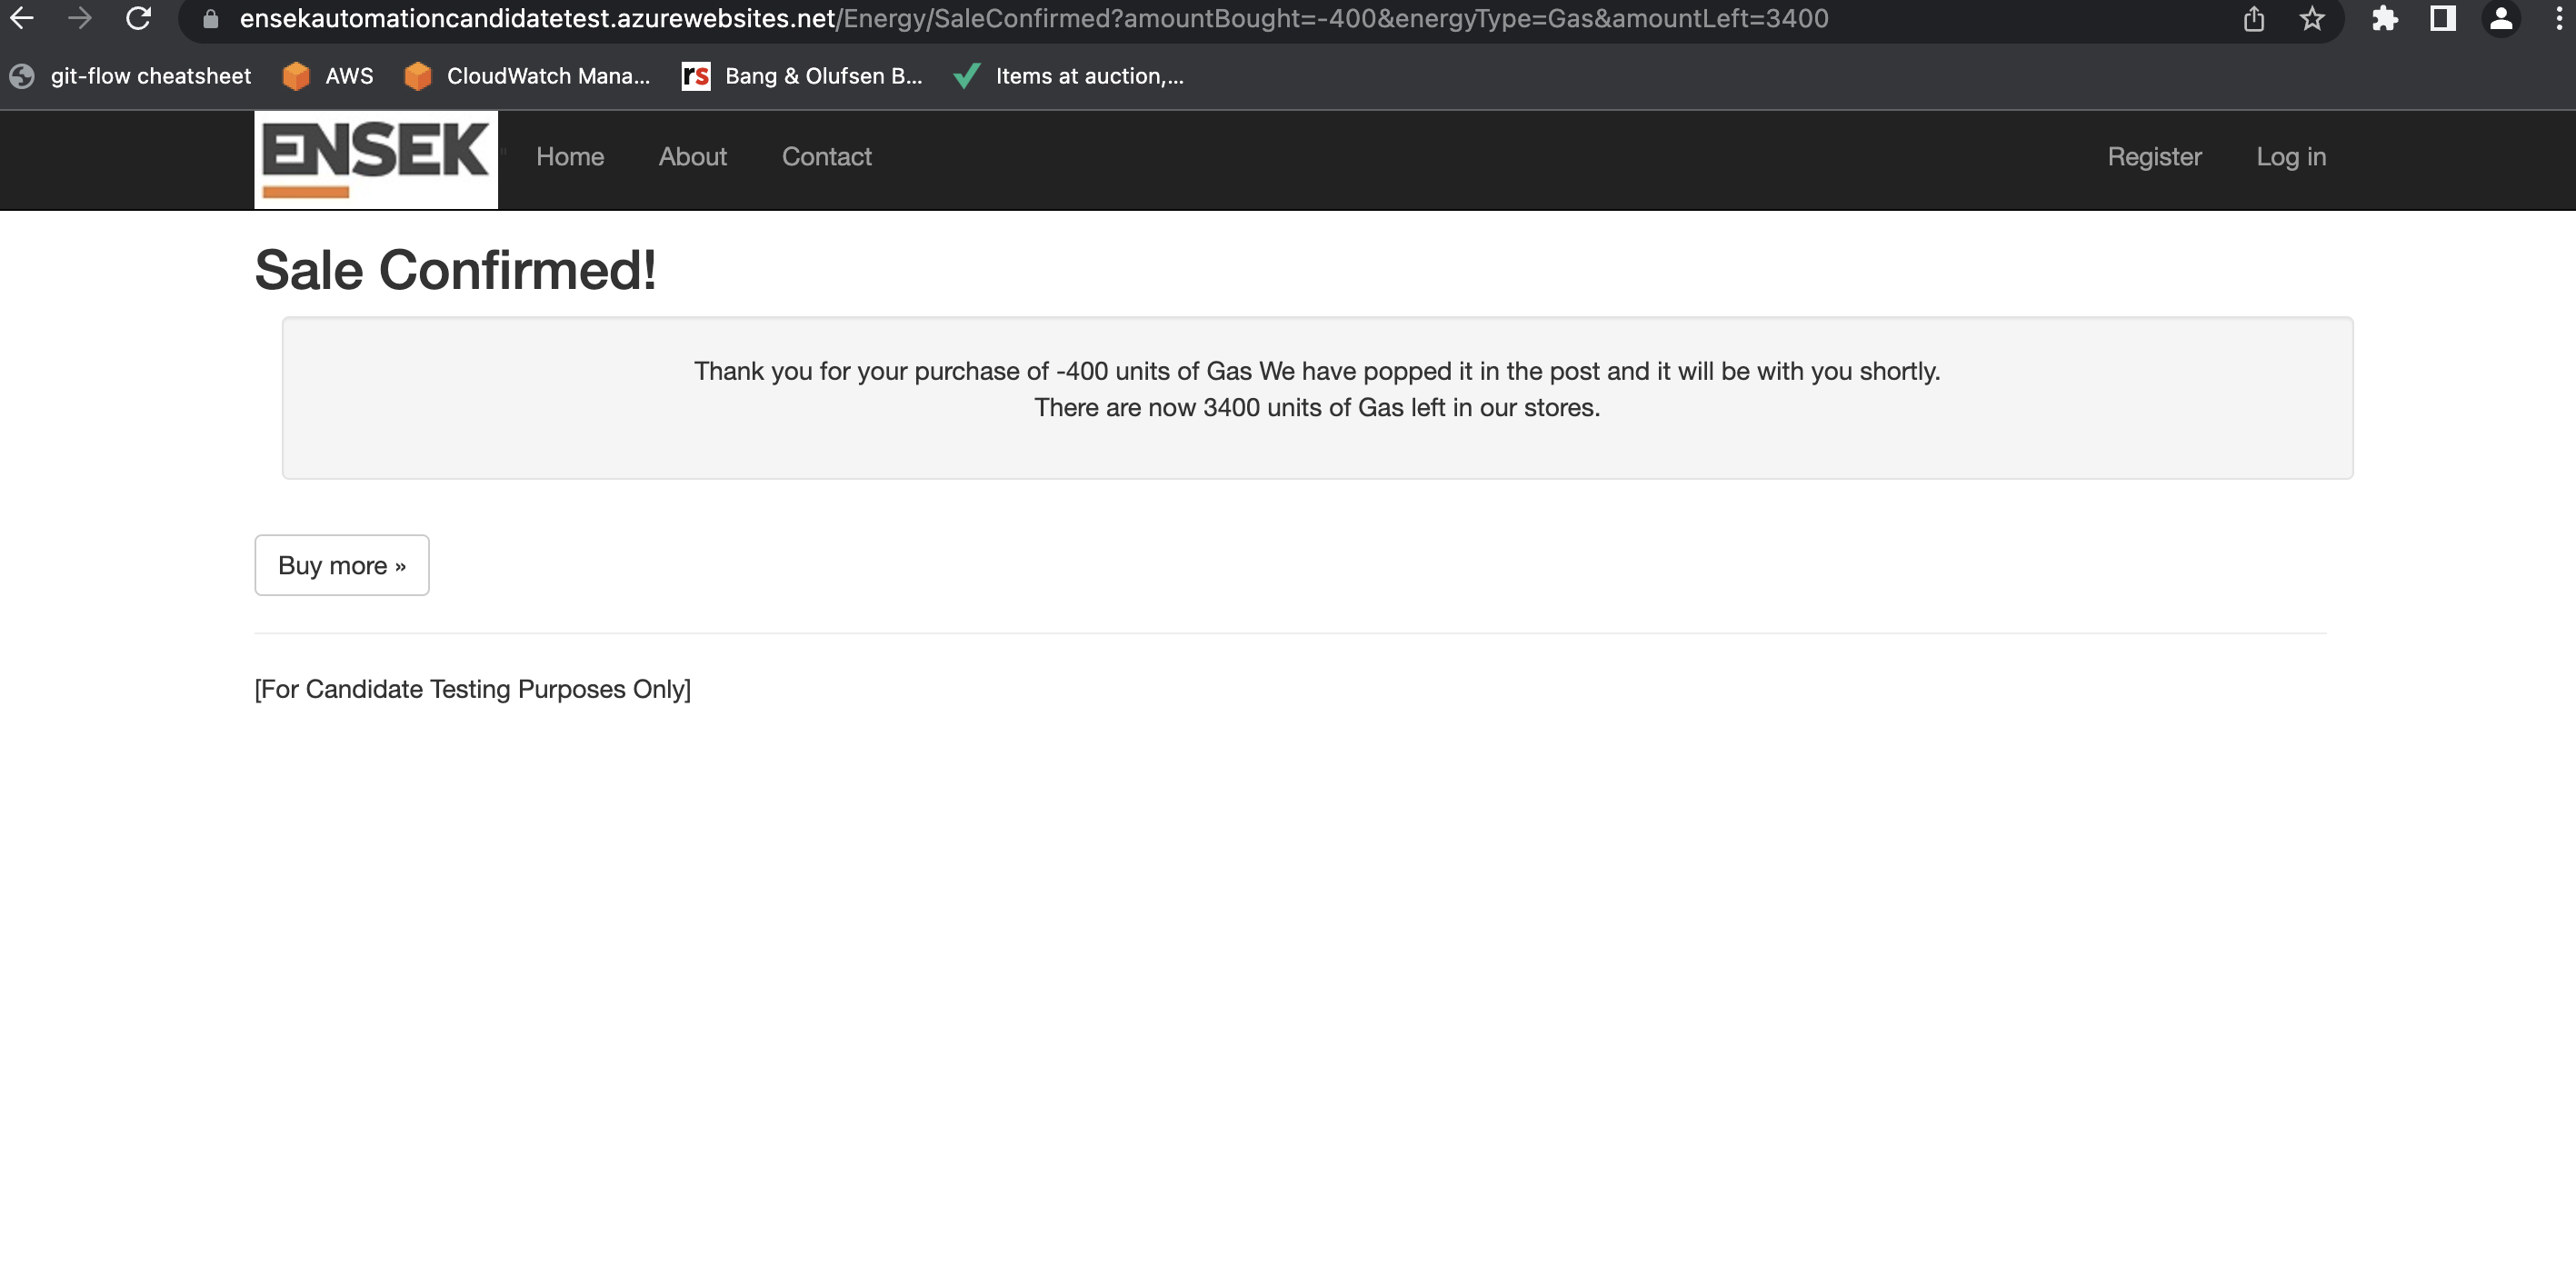 ensekautomationcandidatetest.azurewebsites.net/Energy/SaleConfirmed?amountBought=-400&energyType=Gas&amountLeft=3400
git-flow cheatsheet AWS CloudWatch Mana... rs Bang & Olufsen B... Items at auction,...
ENSEK " Home About Contact Register Log in
Sale Confirmed!
Thank you for your purchase of -400 units of Gas We have popped it in the post and it will be with you shortly.
There are now 3400 units of Gas left in our stores.
Buy more »
[For Candidate Testing Purposes Only]